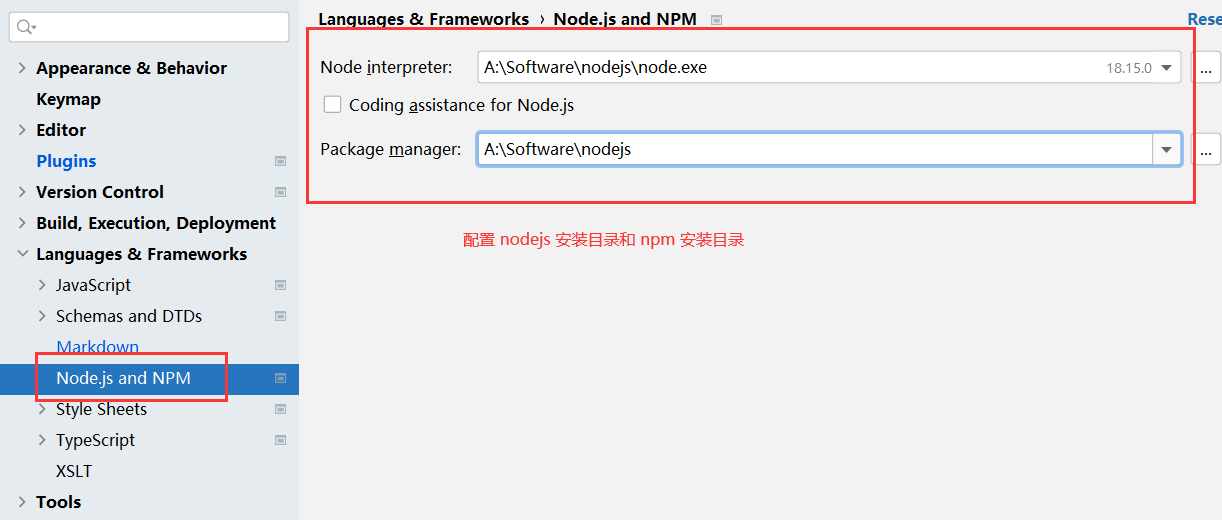 Appearance & Behavior
Keymap
Editor
Plugins
Version Control
Build, Execution, Deployment
Languages & Frameworks
JavaScript
Schemas and DTDs
Markdown
Node.js and NPM
Style Sheets
TypeScript
XSLT
Tools
Languages & Frameworks › Node.js and NPM
Rese
Node interpreter: A:\Software\nodejs\node.exe 18.15.0 ...
Coding assistance for Node.js
Package manager: A:\Software\nodejs ...
配置 nodejs 安装目录和 npm 安装目录